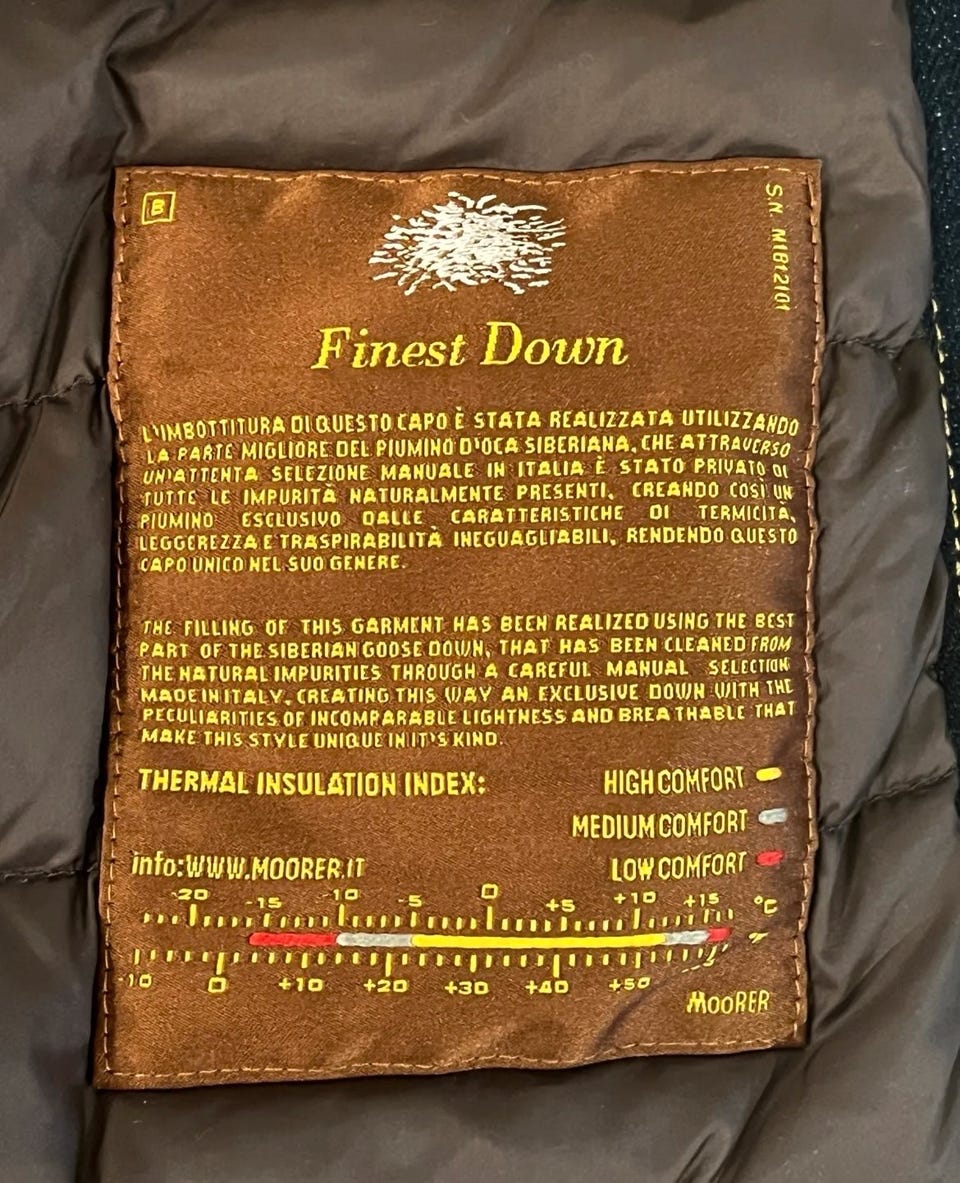 B
S.N. MIB12101
Finest Down
L'IMBOTTITURA DI QUESTO CAPO È STATA REALIZZATA UTILIZZANDO
LA PARTE MIGLIORE DEL PIUMINO D'OCA SIBERIANA, CHE ATTRAVERSO
UN'ATTENTA SELEZIONE MANUALE IN ITALIA È STATO PRIVATO DI
TUTTE LE IMPURITÀ NATURALMENTE PRESENTI, CREANDO COSÌ UN
PIUMINO ESCLUSIVO DALLE CARATTERISTICHE DI TERMICITÀ,
LEGGEREZZA E TRASPIRABILITÀ INEGUAGLIABILI, RENDENDO QUESTO
CAPO UNICO NEL SUO GENERE.
THE FILLING OF THIS GARMENT HAS BEEN REALIZED USING THE BEST
PART OF THE SIBERIAN GOOSE DOWN, THAT HAS BEEN CLEANED FROM
THE NATURAL IMPURITIES THROUGH A CAREFUL MANUAL SELECTION
MADE IN ITALY, CREATING THIS WAY AN EXCLUSIVE DOWN WITH THE
PECULIARITIES OF INCOMPARABLE LIGHTNESS AND BREATHABLE THAT
MAKE THIS STYLE UNIQUE IN IT'S KIND.
THERMAL INSULATION INDEX: HIGH COMFORT
MEDIUM COMFORT
info:WWW.MOORER.IT LOW COMFORT
-20 -15 -10 -5 0 +5 +10 +15 °C
-10 0 +10 +20 +30 +40 +50
MOORER